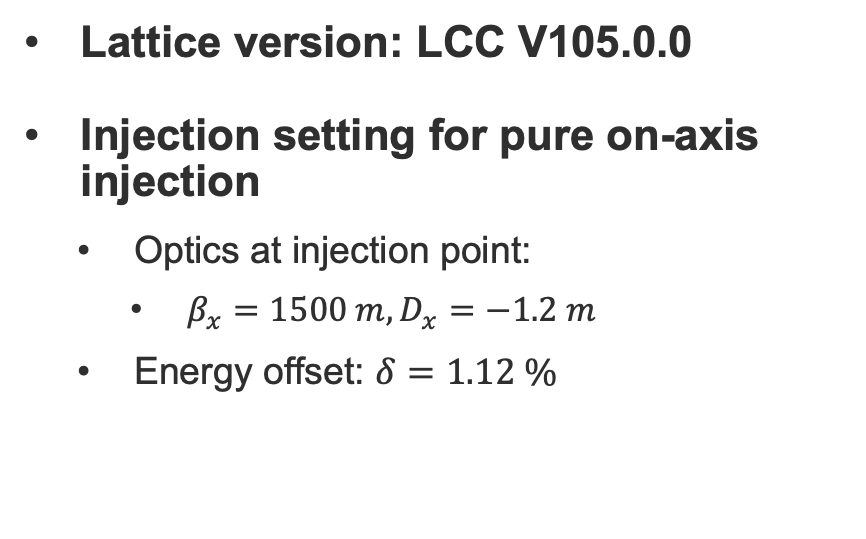 • Lattice version: LCC V105.0.0
• Injection setting for pure on-axis
injection
• Optics at injection point:
• βₓ = 1500 m, Dₓ = −1.2 m
• Energy offset: δ = 1.12 %